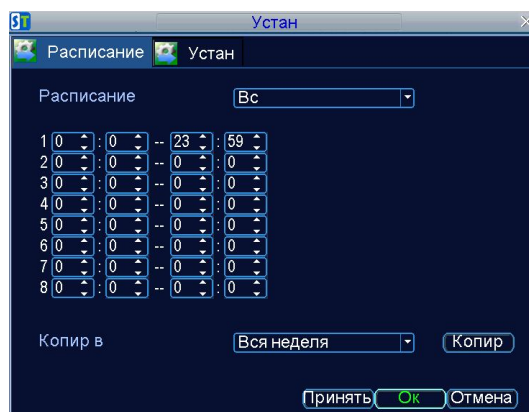 ST Устан
Расписание Устан
Расписание Вс
1 0 : 0 -- 23 : 59
2 0 : 0 -- 0 : 0
3 0 : 0 -- 0 : 0
4 0 : 0 -- 0 : 0
5 0 : 0 -- 0 : 0
6 0 : 0 -- 0 : 0
7 0 : 0 -- 0 : 0
8 0 : 0 -- 0 : 0
Копир в Вся неделя Копир
Принять Ок Отмена